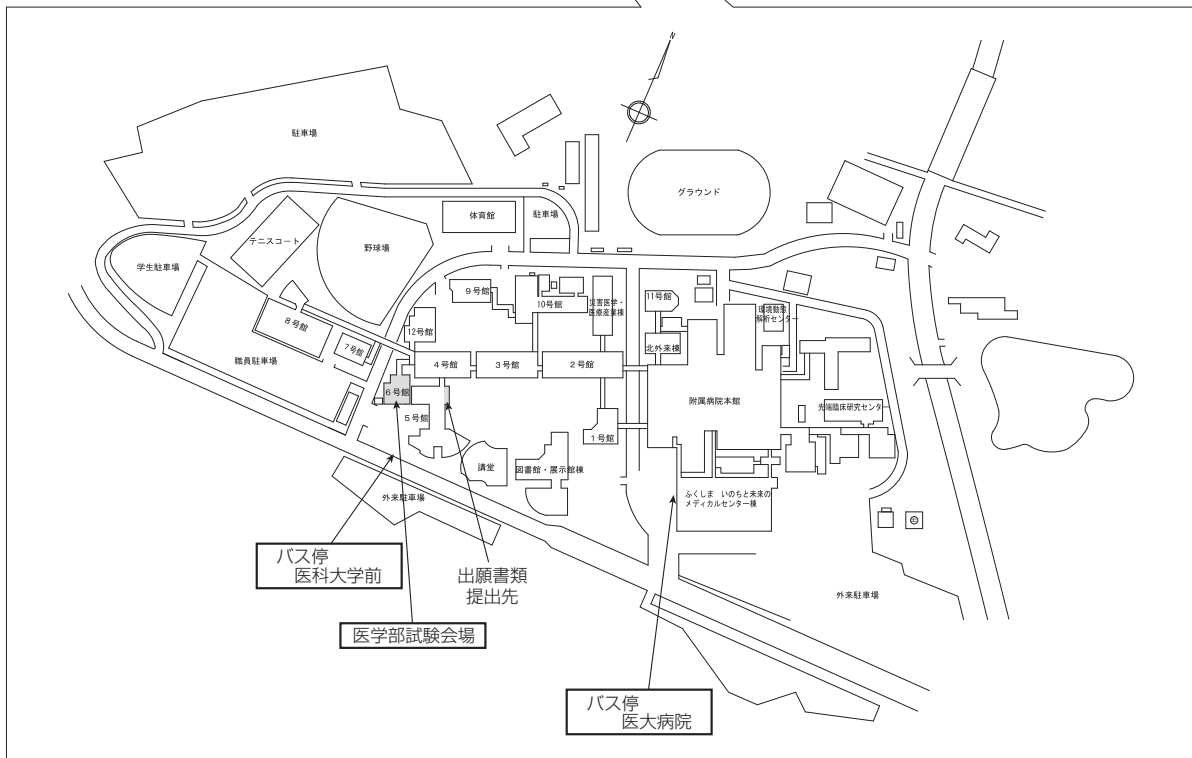 N
駐車場
グラウンド
体育館
駐車場
テニスコート
野球場
学生駐車場
9号館
10号館
災害医学・
医療産業棟
11号館
環境動態
解析センター
8号館
12号館
7号館
北外来棟
職員駐車場
4号館
3号館
2号館
6号館
附属病院本館
先端臨床研究センター
5号館
1号館
講堂
図書館・展示館棟
外来駐車場
ふくしま いのちと未来の
メディカルセンター棟
バス停
医科大学前
出願書類
提出先
外来駐車場
医学部試験会場
バス停
医大病院